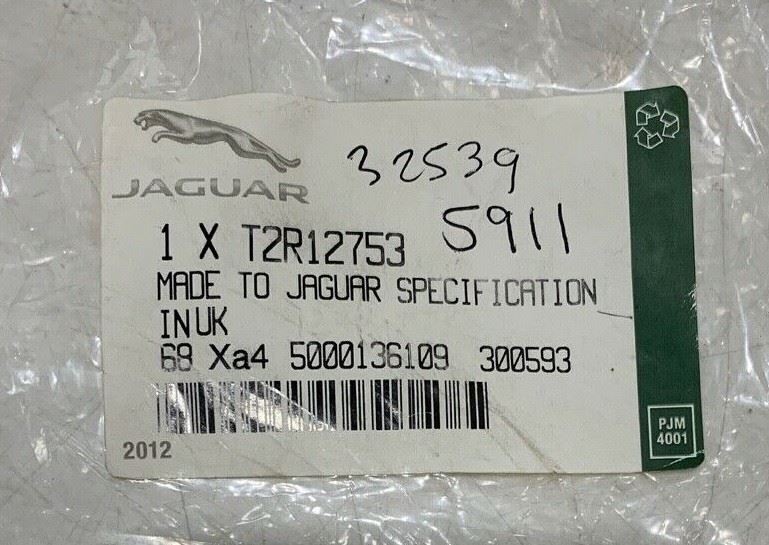 JAGUAR
32539
5911
1 X T2R12753
MADE TO JAGUAR SPECIFICATION
IN UK
68 Xa4 5000136109 300593
2012
PJM
4001